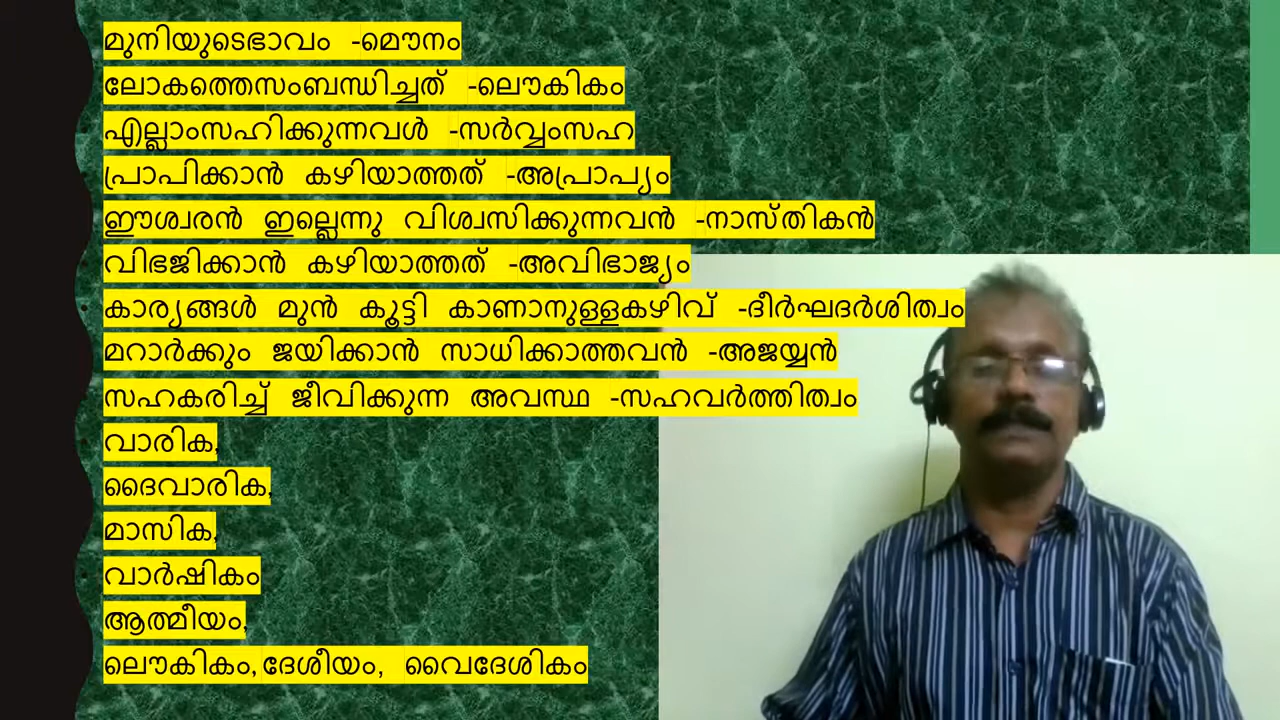 മുനിയുടെഭാവം -മൌനം
ലോകത്തെസംബന്ധിച്ചത് -ലൌകികം
എല്ലാംസഹിക്കുന്നവൾ -സർവ്വംസഹ
പ്രാപിക്കാൻ കഴിയാത്തത് -അപ്രാപ്യം
ഈശ്വരൻ ഇല്ലെന്നു വിശ്വസിക്കുന്നവൻ -നാസ്തികൻ
വിഭജിക്കാൻ കഴിയാത്തത് -അവിഭാജ്യം
കാര്യങ്ങൾ മുൻ കൂട്ടി കാണാനുള്ളകഴിവ് -ദീർഘദർശിത്വം
മറാർക്കും ജയിക്കാൻ സാധിക്കാത്തവൻ -അജയ്യൻ
സഹകരിച്ച് ജീവിക്കുന്ന അവസ്ഥ -സഹവർത്തിത്വം
വാരിക,
ദൈവാരിക,
മാസിക,
വാർഷികം
ആത്മീയം,
ലൌകികം,ദേശീയം, വൈദേശികം